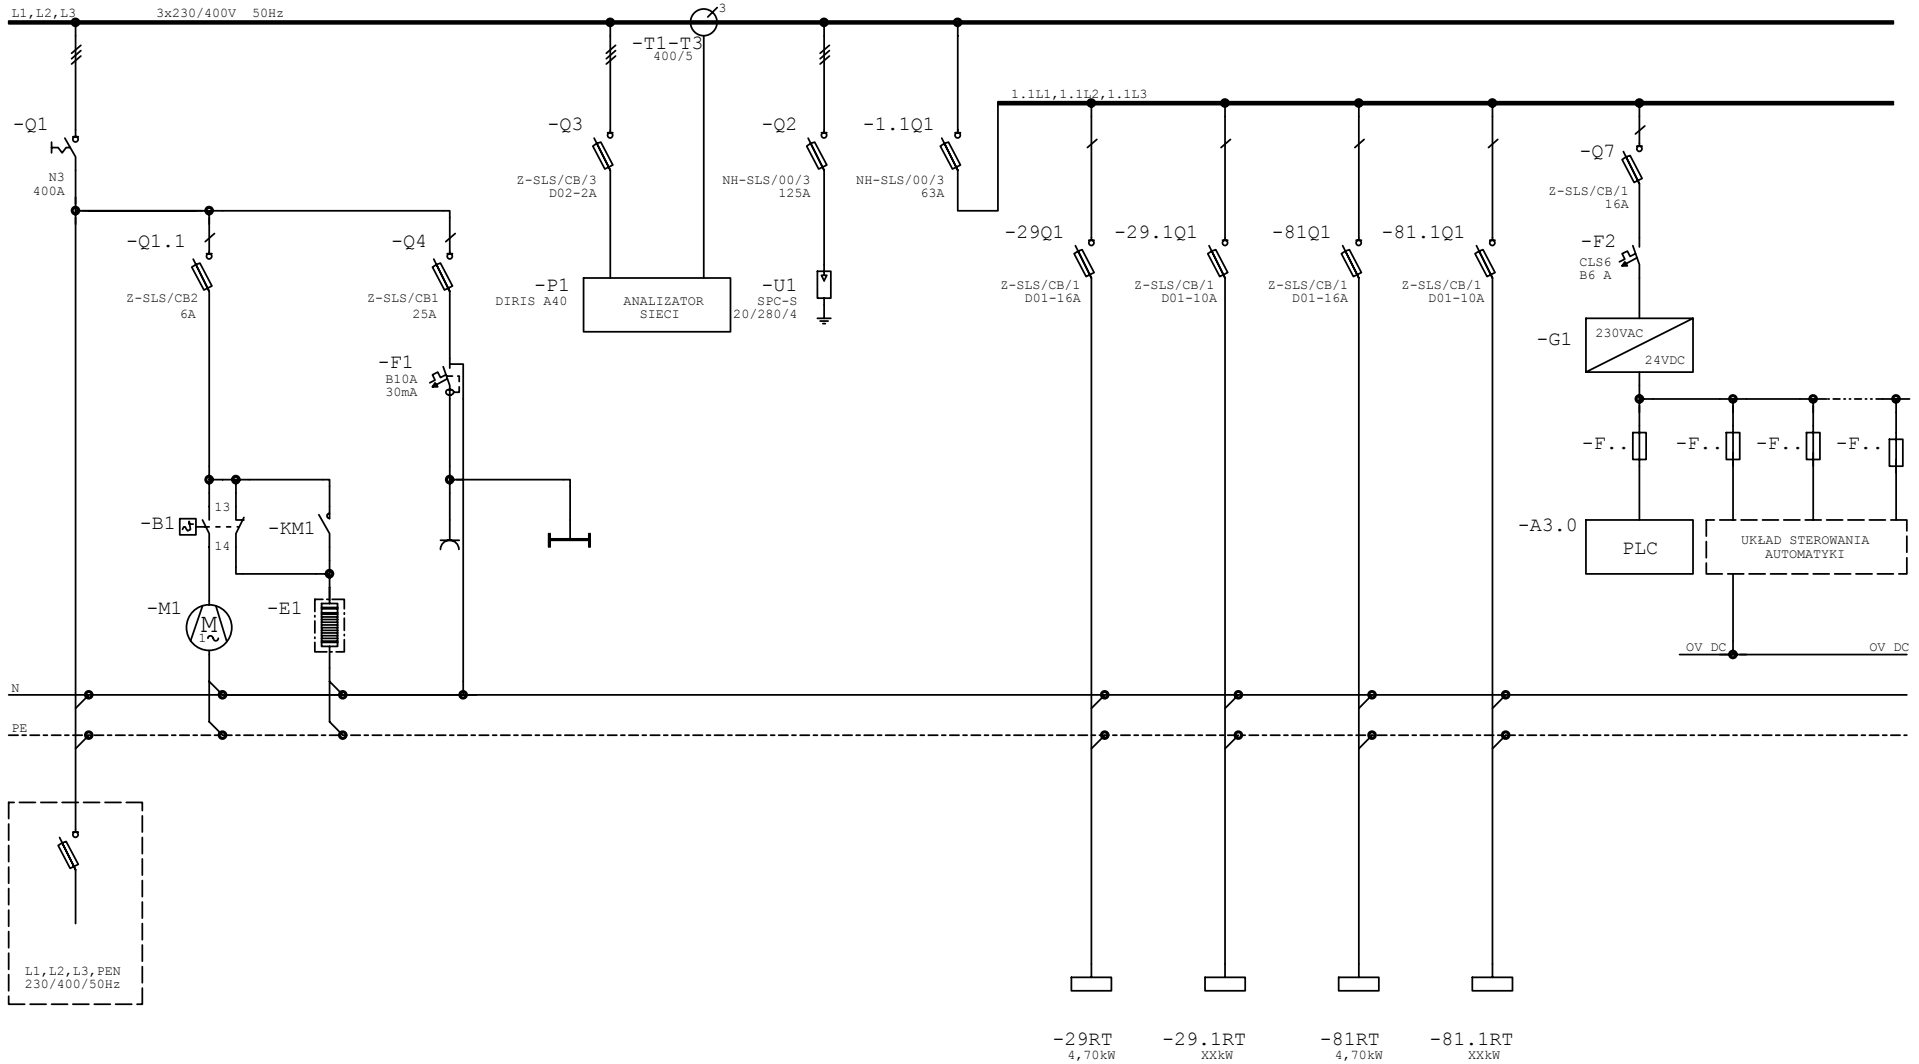 L1,L2,L3
3x230/400V 50Hz
3
-T1-T3
400/5
1.1L1,1.1L2,1.1L3
-Q1
N3
400A
-Q3
Z-SLS/CB/3
D02-2A
-Q2
NH-SLS/00/3
125A
-1.1Q1
NH-SLS/00/3
63A
-Q7
Z-SLS/CB/1
16A
-Q1.1
Z-SLS/CB2
6A
-Q4
Z-SLS/CB1
25A
-P1
DIRIS A40
ANALIZATOR
SIECI
-U1
SPC-S
20/280/4
-29Q1
Z-SLS/CB/1
D01-16A
-29.1Q1
Z-SLS/CB/1
D01-10A
-81Q1
Z-SLS/CB/1
D01-16A
-81.1Q1
Z-SLS/CB/1
D01-10A
-F2
CLS6
B6 A
-G1
230VAC
24VDC
-F1
B10A
30mA
-F..
-F..
-F..
-F..
-B1
13
14
-KM1
-A3.0
PLC
UKŁAD STEROWANIA
AUTOMATYKI
-M1
M
1
-E1
0V DC
0V DC
N
PE
L1,L2,L3,PEN
230/400/50Hz
-29RT
4,70kW
-29.1RT
XXkW
-81RT
4,70kW
-81.1RT
XXkW